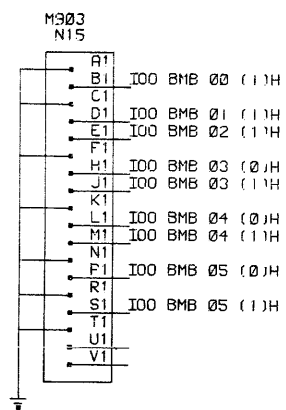 M903
N15
A1
B1 IOO BMB ØØ (1)H
C1
D1 IOO BMB Ø1 (1)H
E1 IOO BMB Ø2 (1)H
F1
H1 IOO BMB Ø3 (Ø)H
J1 IOO BMB Ø3 (1)H
K1
L1 IOO BMB Ø4 (Ø)H
M1 IOO BMB Ø4 (1)H
N1
P1 IOO BMB Ø5 (Ø)H
R1
S1 IOO BMB Ø5 (1)H
T1
U1
V1